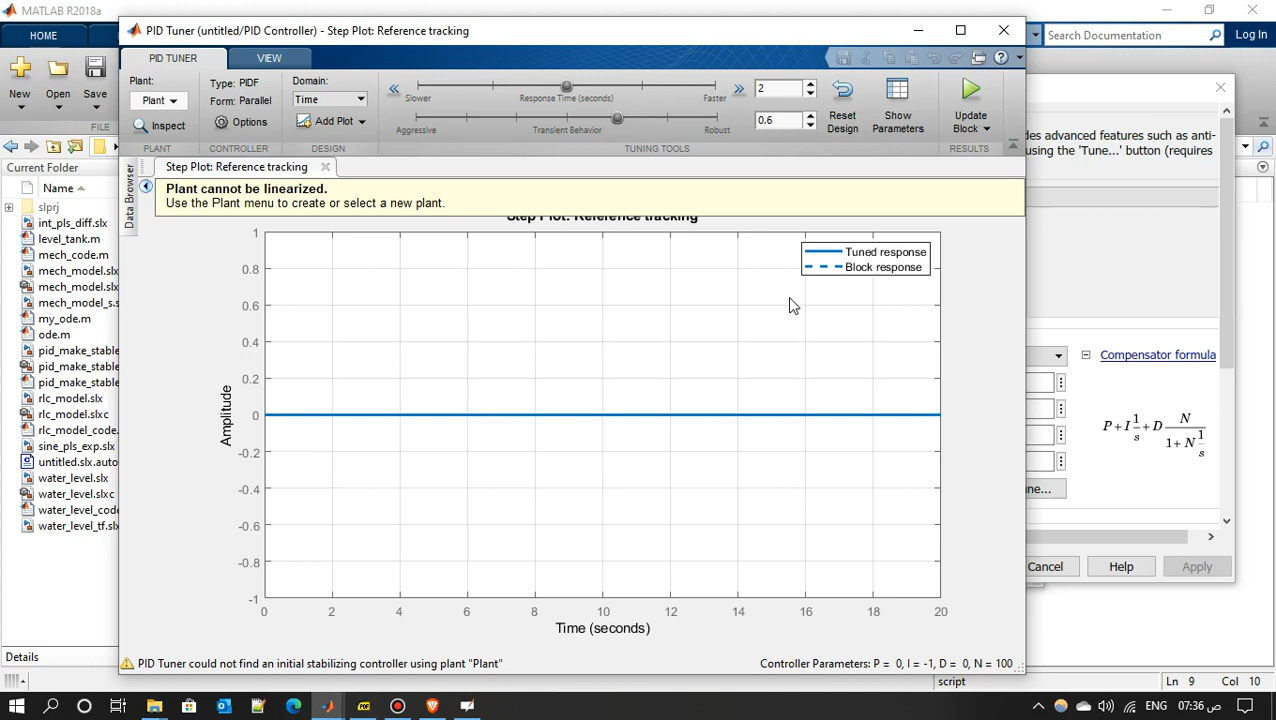 MATLAB R2018a
PID Tuner (untitled/PID Controller) - Step Plot: Reference tracking
HOME
Search Documentation
Log In
PID TUNER
VIEW
New
Open
Save
FILE
Plant:
Plant
Inspect
PLANT
Type: PIDF
Form: Parallel
Options
CONTROLLER
Domain:
Time
Add Plot
DESIGN
Slower
Response Time (seconds)
Faster
2
Aggressive
Transient Behavior
Robust
0.6
Reset
Design
Show
Parameters
TUNING TOOLS
Update
Block
RESULTS
des advanced features such as anti-
using the 'Tune...' button (requires
Current Folder
Name
slprj
int_pls_diff.slx
level_tank.m
mech_code.m
mech_model.slx
mech_model.slx
mech_model_s.s
my_ode.m
ode.m
pid_make_stable
pid_make_stable
pid_make_stable
rlc_model.slx
rlc_model.slxc
rlc_model_code.
sine_pls_exp.slx
untitled.slx.auto
water_level.slx
water_level.slxc
water_level_code
water_level_tf.slx
Details
Data Browser
Step Plot: Reference tracking
Plant cannot be linearized.
Use the Plant menu to create or select a new plant.
Step Plot: Reference tracking
Tuned response
Block response
Amplitude
1
0.8
0.6
0.4
0.2
0
-0.2
-0.4
-0.6
-0.8
-1
0 2 4 6 8 10 12 14 16 18 20
Time (seconds)
PID Tuner could not find an initial stabilizing controller using plant "Plant"
Controller Parameters: P = 0, I = -1, D = 0, N = 100
Compensator formula
P+I 1/s +D N/(1+N 1/s)
ne...
Cancel
Help
Apply
script
Ln 9 Col 10
ENG
07:36 ص